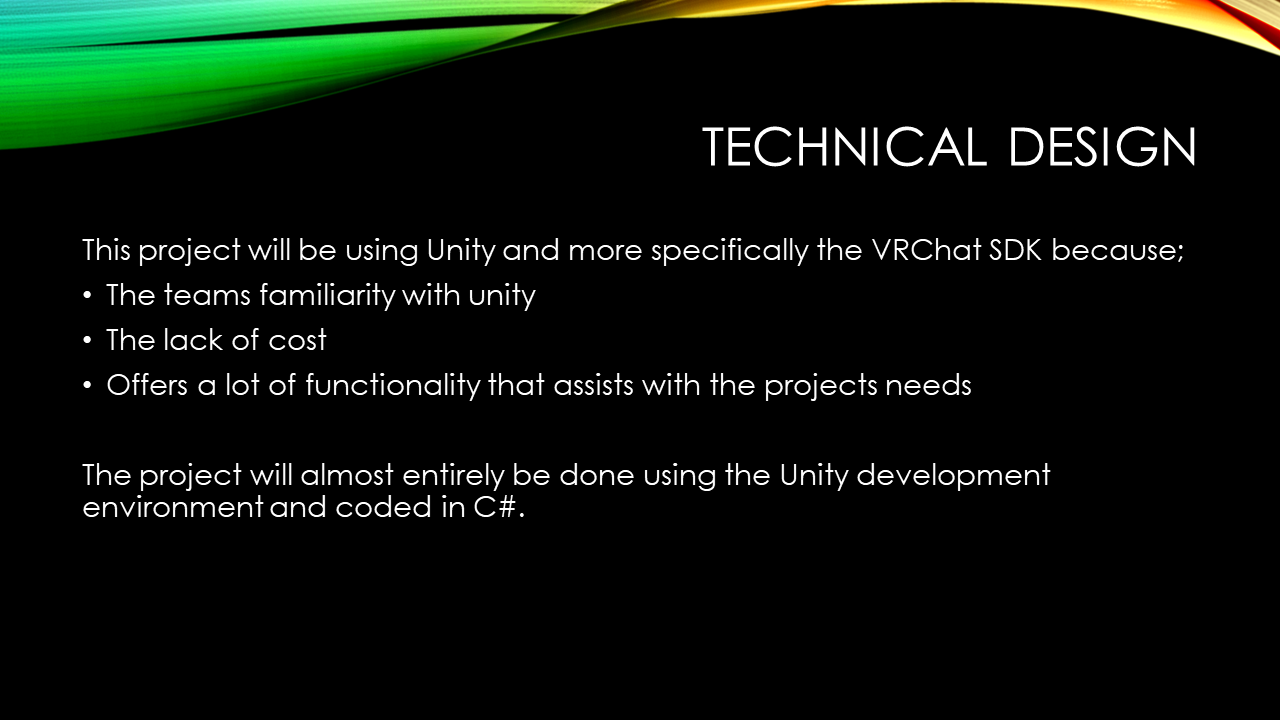 TECHNICAL DESIGN
This project will be using Unity and more specifically the VRChat SDK because;
• The teams familiarity with unity
• The lack of cost
• Offers a lot of functionality that assists with the projects needs
The project will almost entirely be done using the Unity development
environment and coded in C#.